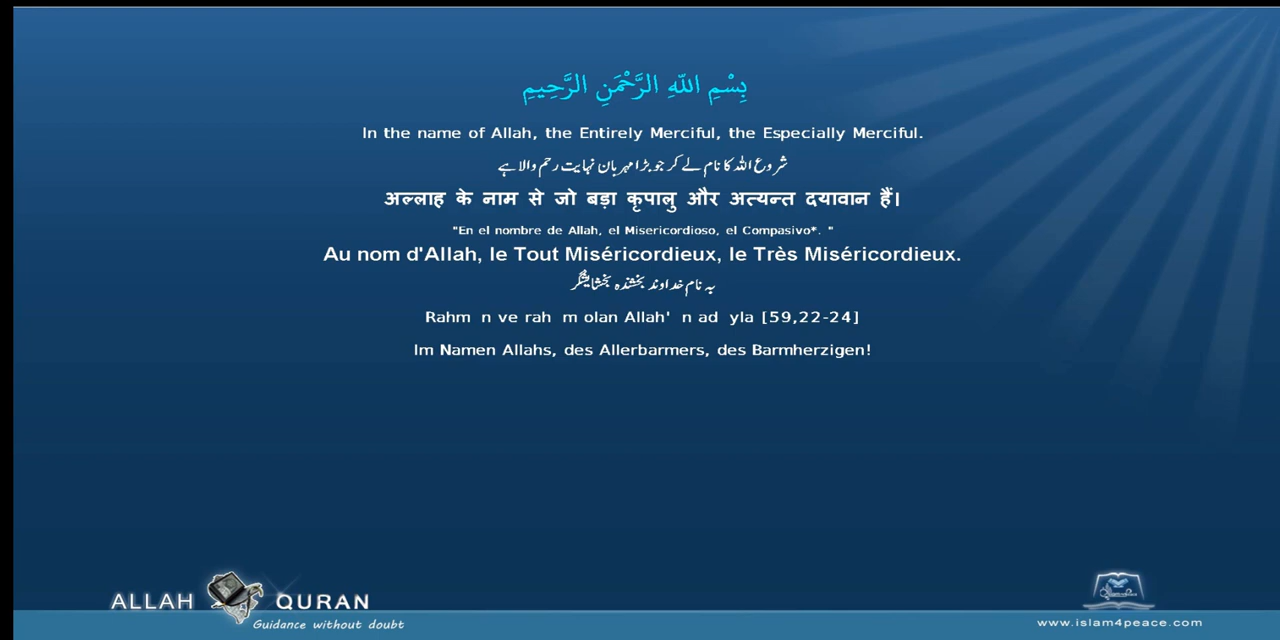 بِسْمِ اللّهِ الرَّحْمَنِ الرَّحِيمِ
In the name of Allah, the Entirely Merciful, the Especially Merciful.
شروع الله کا نام لے کر جو بڑا مہربان نہایت رحم والا ہے
अल्लाह के नाम से जो बड़ा कृपालु और अत्यन्त दयावान हैं।
"En el nombre de Allah, el Misericordioso, el Compasivo*. "
Au nom d'Allah, le Tout Miséricordieux, le Très Miséricordieux.
به نام خداوند بخشنده بخشایشگر
Rahm  n ve rah  m olan Allah'  n ad  yla [59,22-24]
Im Namen Allahs, des Allerbarmers, des Barmherzigen!
ALLAH QURAN
Guidance without doubt
www.islam4peace.com